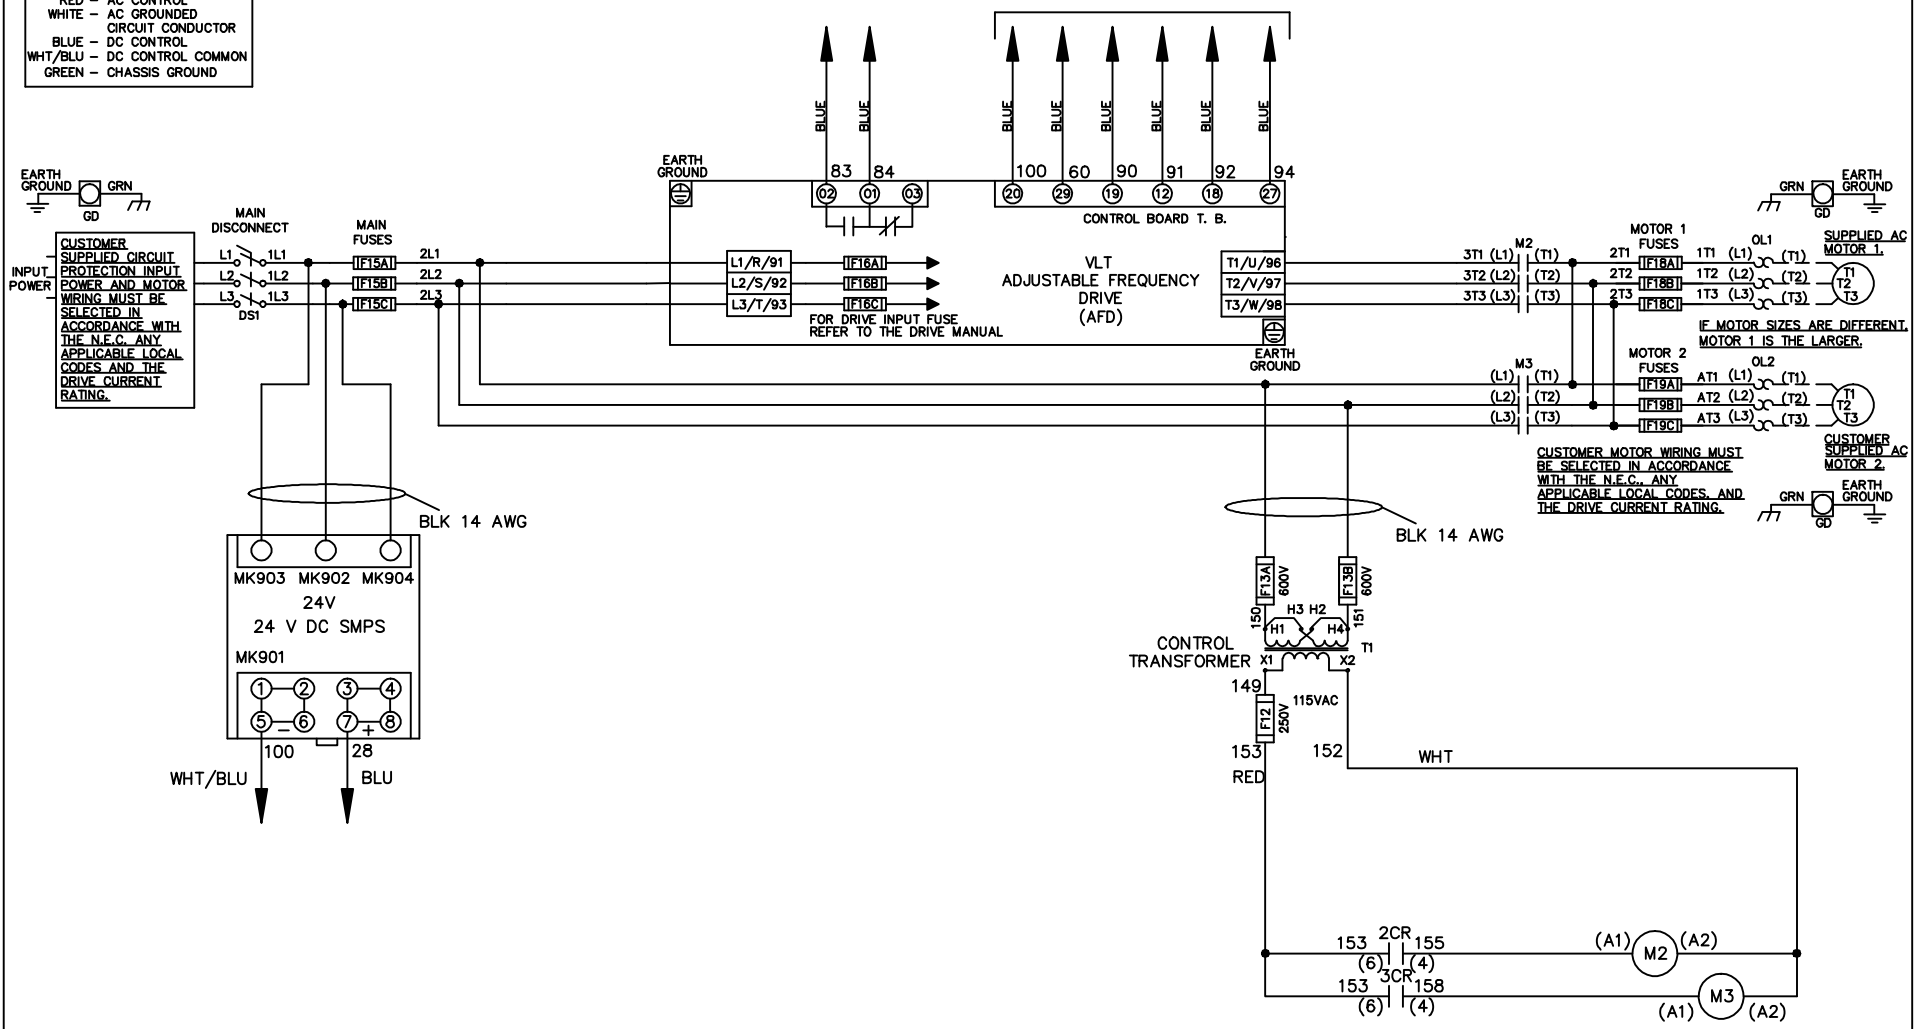 RED – AC CONTROL
WHITE – AC GROUNDED
CIRCUIT CONDUCTOR
BLUE – DC CONTROL
WHT/BLU – DC CONTROL COMMON
GREEN – CHASSIS GROUND
BLUE
BLUE
BLUE
BLUE
BLUE
BLUE
BLUE
BLUE
EARTH
GROUND
GRN
GD
MAIN
DISCONNECT
MAIN
FUSES
INPUT
POWER
CUSTOMER
SUPPLIED CIRCUIT
PROTECTION INPUT
POWER AND MOTOR
WIRING MUST BE
SELECTED IN
ACCORDANCE WITH
THE N.E.C. ANY
APPLICABLE LOCAL
CODES AND THE
DRIVE CURRENT
RATING.
L1 1L1 F15A 2L1
L2 1L2 F15B 2L2
L3 1L3 F15C 2L3
DS1
EARTH
GROUND
83 84
02 01 03
100 60 90 91 92 94
20 29 19 12 18 27
CONTROL BOARD T. B.
L1/R/91 F16A
L2/S/92 F16B
L3/T/93 F16C
FOR DRIVE INPUT FUSE
REFER TO THE DRIVE MANUAL
VLT
ADJUSTABLE FREQUENCY
DRIVE
(AFD)
T1/U/96
T2/V/97
T3/W/98
EARTH
GROUND
M2
3T1 (L1) (T1)
3T2 (L2) (T2)
3T3 (L3) (T3)
MOTOR 1
FUSES
2T1 F18A 1T1 (L1) (T1)
2T2 F18B 1T2 (L2) (T2)
2T3 F18C 1T3 (L3) (T3)
OL1
GRN
EARTH
GROUND
GD
SUPPLIED AC
MOTOR 1.
T1
T2
T3
IF MOTOR SIZES ARE DIFFERENT,
MOTOR 1 IS THE LARGER.
M3
(L1) (T1)
(L2) (T2)
(L3) (T3)
MOTOR 2
FUSES
OL2
F19A AT1 (L1) (T1)
F19B AT2 (L2) (T2)
F19C AT3 (L3) (T3)
T1
T2
T3
CUSTOMER
SUPPLIED AC
MOTOR 2.
CUSTOMER MOTOR WIRING MUST
BE SELECTED IN ACCORDANCE
WITH THE N.E.C., ANY
APPLICABLE LOCAL CODES, AND
THE DRIVE CURRENT RATING.
GRN
EARTH
GROUND
GD
BLK 14 AWG
MK903 MK902 MK904
24V
24 V DC SMPS
MK901
1 2 3 4
5 6 7 8
– +
100 28
WHT/BLU BLU
BLK 14 AWG
F13A 600V
F13B 600V
150 H3 H2 151
H1 H4
T1
CONTROL
TRANSFORMER
X1 X2
149
115VAC
F12 250V
153 152
RED
WHT
2CR
153 155
(6) (4)
(A1) M2 (A2)
3CR
153 158
(6) (4)
(A1) M3 (A2)